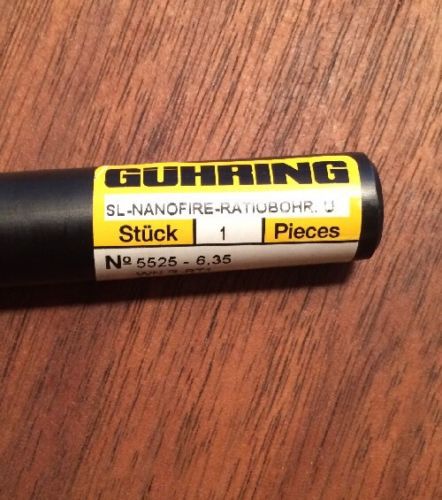 GÜHRING
SL-NANOFIRE-RATIOBOHR. U
Stück 1 Pieces
Nº 5525 - 6,35